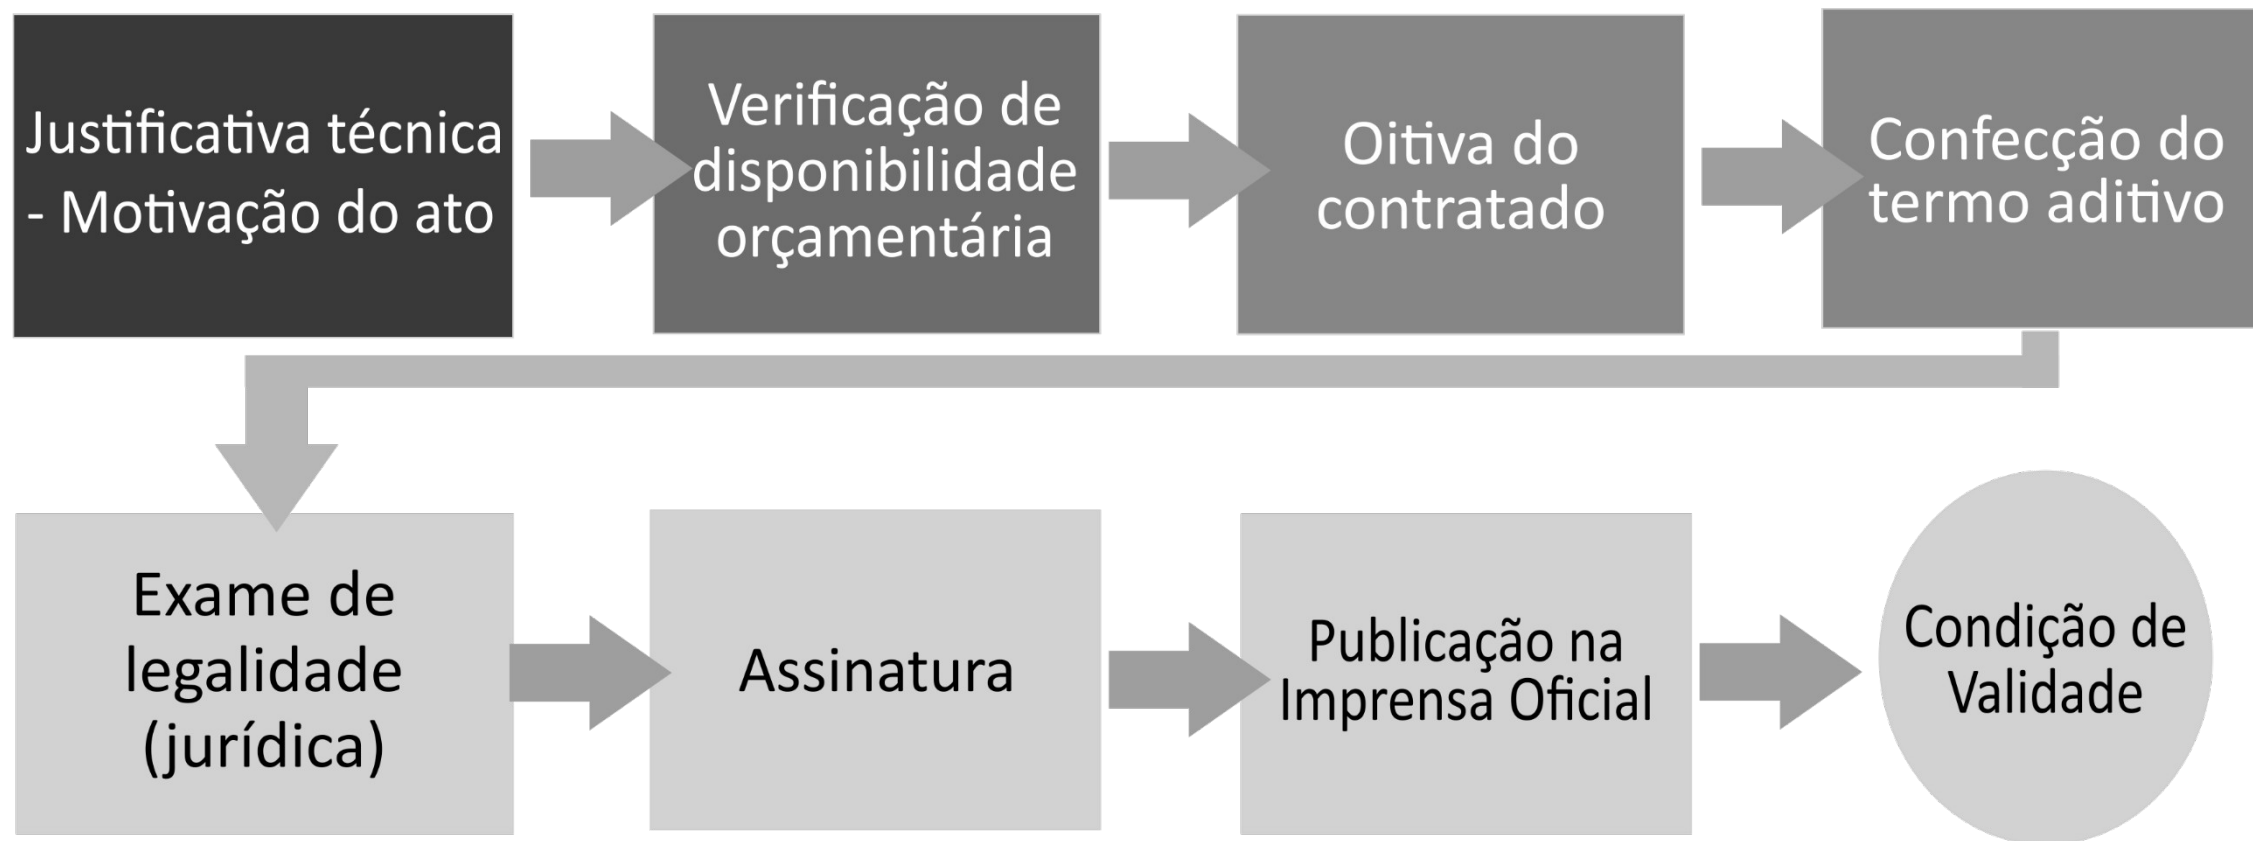 Justificativa técnica
- Motivação do ato
Verificação de
disponibilidade
orçamentária
Oitiva do
contratado
Confecção do
termo aditivo
Exame de
legalidade
(jurídica)
Assinatura
Publicação na
Imprensa Oficial
Condição de
Validade